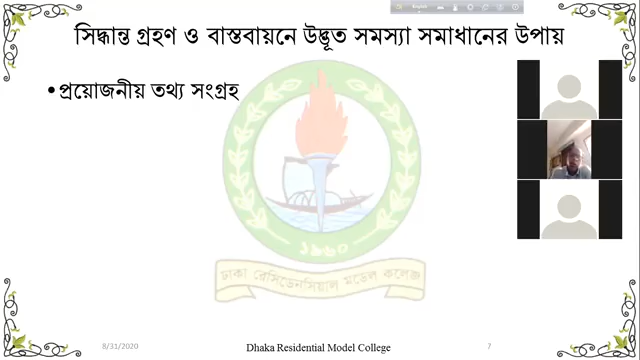 সিদ্ধান্ত গ্রহণ ও বাস্তবায়নে উদ্ভূত সমস্যা সমাধানের উপায়
•প্রয়োজনীয় তথ্য সংগ্রহ
১৯৬০
ঢাকা রেসিডেনসিয়াল মডেল কলেজ
8/31/2020
Dhaka Residential Model College
7